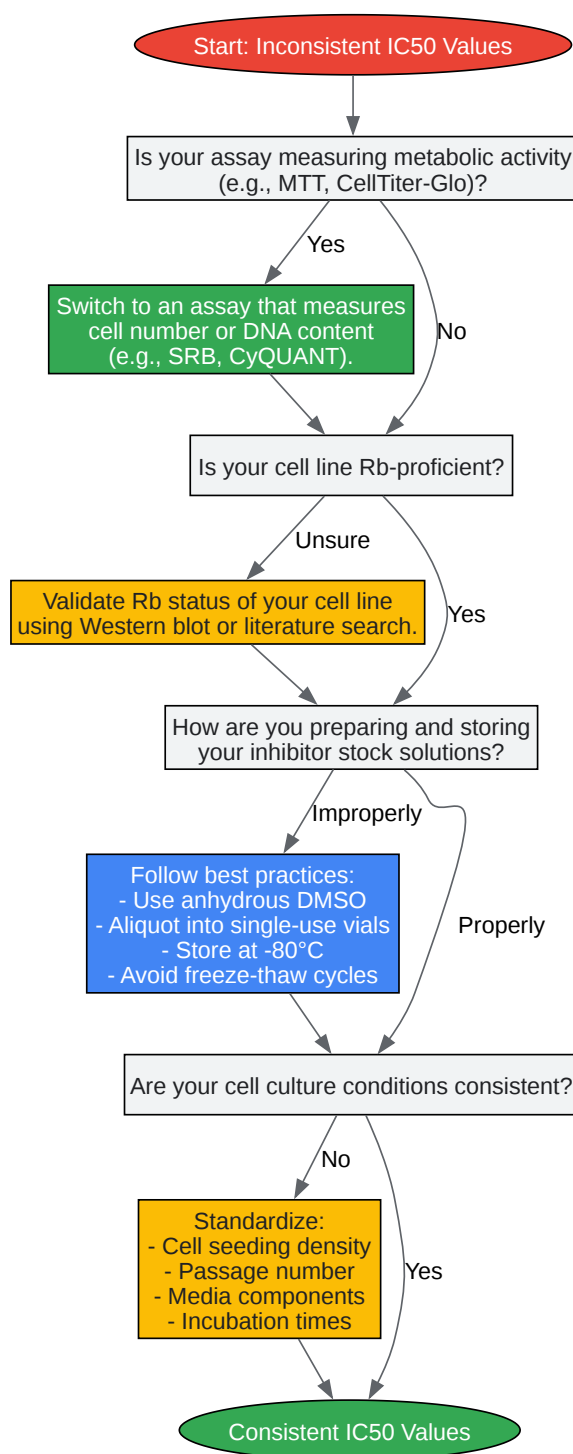 Start: Inconsistent IC50 Values
Is your assay measuring metabolic activity
(e.g., MTT, CellTiter-Glo)?
Yes
Switch to an assay that measures
cell number or DNA content
(e.g., SRB, CyQUANT).
No
Is your cell line Rb-proficient?
Unsure
Validate Rb status of your cell line
using Western blot or literature search.
Yes
How are you preparing and storing
your inhibitor stock solutions?
Improperly
Follow best practices:
- Use anhydrous DMSO
- Aliquot into single-use vials
- Store at -80°C
- Avoid freeze-thaw cycles
Properly
Are your cell culture conditions consistent?
No
Standardize:
- Cell seeding density
- Passage number
- Media components
- Incubation times
Yes
Consistent IC50 Values